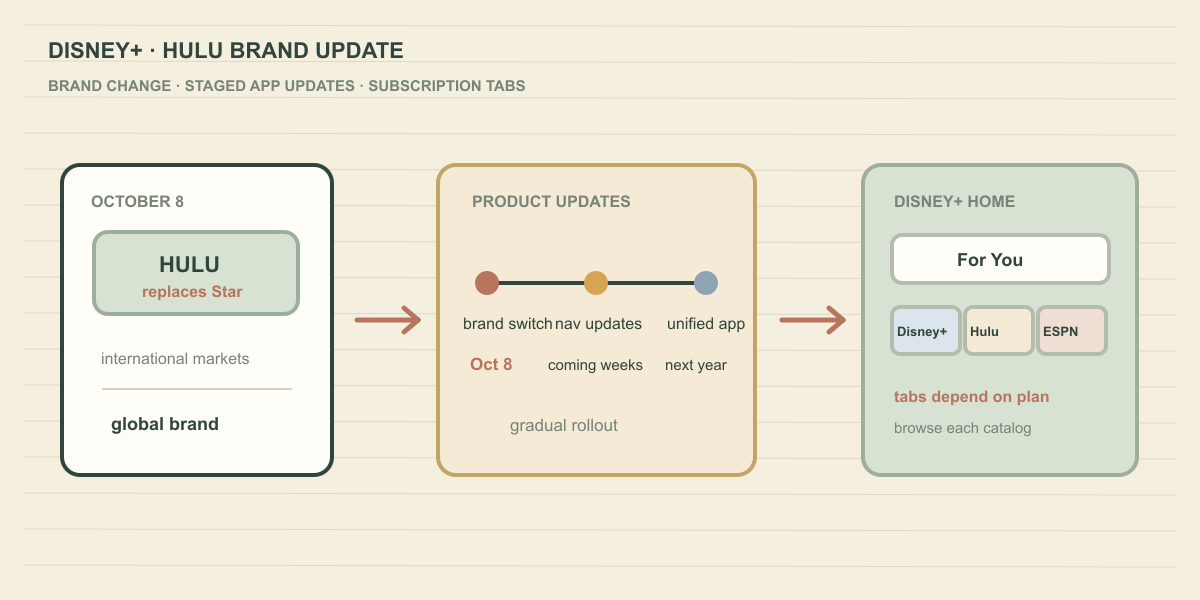 DISNEY+ · HULU BRAND UPDATE
BRAND CHANGE · STAGED APP UPDATES · SUBSCRIPTION TABS
OCTOBER 8
HULU
replaces Star
international markets
global brand
PRODUCT UPDATES
brand switch nav updates unified app
Oct 8 coming weeks next year
gradual rollout
DISNEY+ HOME
For You
Disney+ Hulu ESPN
tabs depend on plan
browse each catalog